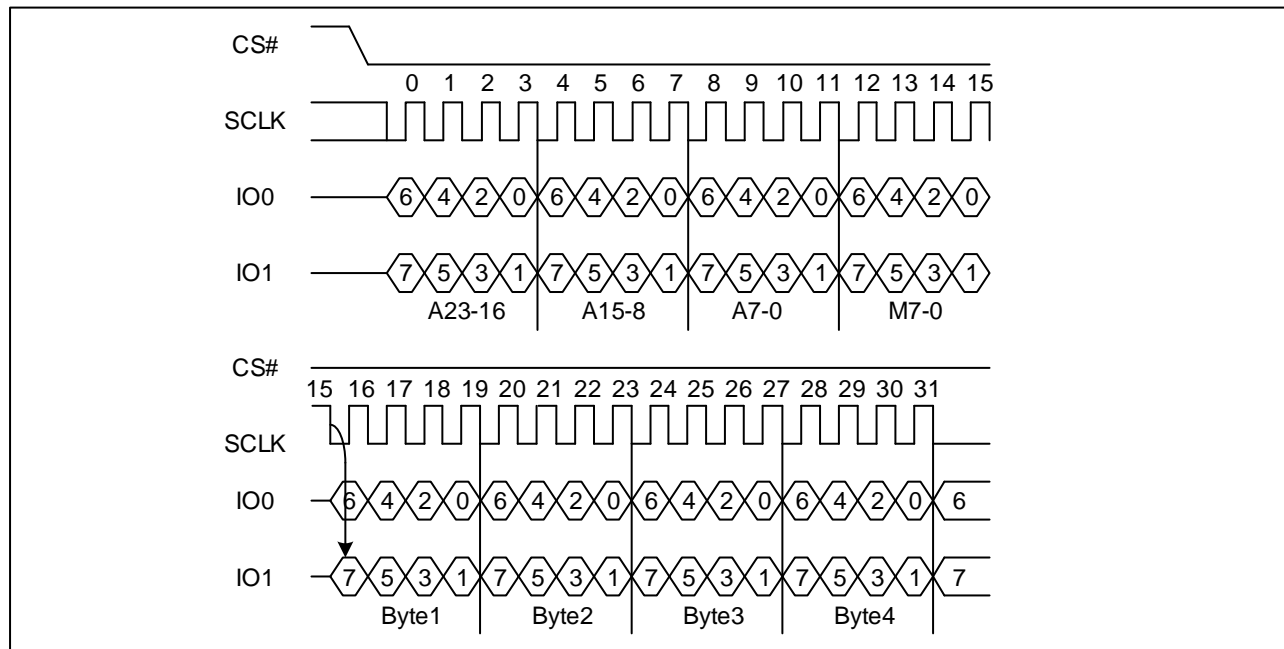 CS#
0 1 2 3 4 5 6 7 8 9 10 11 12 13 14 15
SCLK
IO0 6 4 2 0 6 4 2 0 6 4 2 0 6 4 2 0
IO1 7 5 3 1 7 5 3 1 7 5 3 1 7 5 3 1
A23-16 A15-8 A7-0 M7-0
CS#
15 16 17 18 19 20 21 22 23 24 25 26 27 28 29 30 31
SCLK
IO0 6 4 2 0 6 4 2 0 6 4 2 0 6 4 2 0 6
IO1 7 5 3 1 7 5 3 1 7 5 3 1 7 5 3 1 7
Byte1 Byte2 Byte3 Byte4